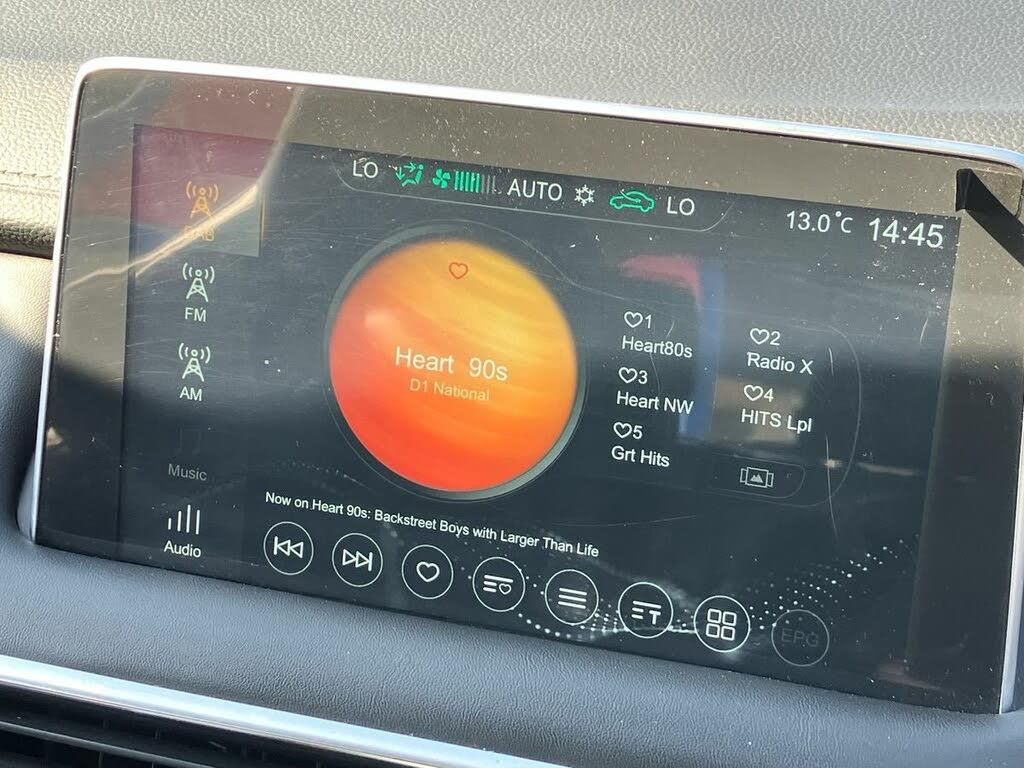 LO AUTO LO
13.0°C 14:45
DAB
FM
AM
Music
Audio
Heart 90s
D1 National
1
Heart80s
2
Radio X
3
Heart NW
4
HITS Lpl
5
Grt Hits
Now on Heart 90s: Backstreet Boys with Larger Than Life
T
EPG